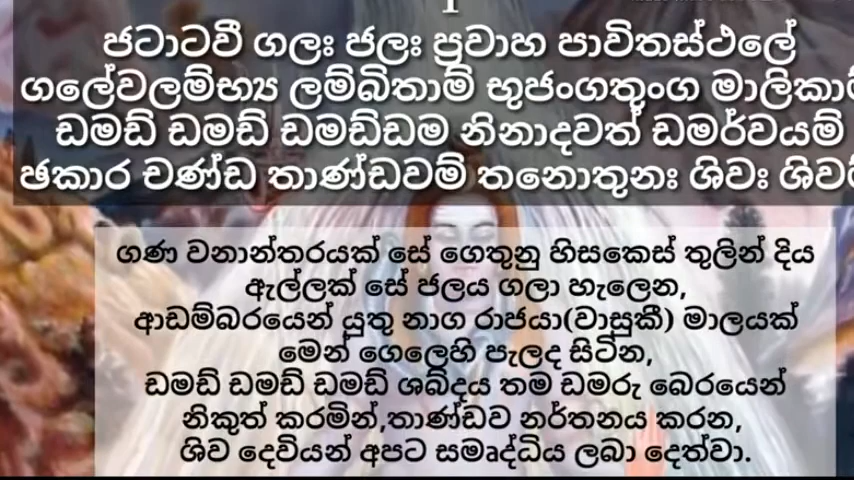 1
ජටාටවී ගලඃ ජලඃ ප්‍රවාහ පාවිතස්ථලේ
ගලේවලම්භ්‍ය ලම්බිතාම් භුජංගතුංග මාලිකාම්
ඩමඩ් ඩමඩ් ඩමඩ්ඩම නිනාදවත් ඩමර්වයම්
ඡකාර චණ්ඩ තාණ්ඩවම් තනොතුනඃ ශිවඃ
ගණ වනාන්තරයක් සේ ගෙතුනු හිසකෙස් තුලින් දිය
ඇල්ලක් සේ ජලය ගලා හැලෙන,
ආඩම්බරයෙන් යුතු නාග රාජයා(වාසුකී) මාලයක්
මෙන් ගෙලෙහි පැලඳ සිටින,
ඩමඩ් ඩමඩ් ඩමඩ් ශබ්දය තම ඩමරු බෙරයෙන්
නිකුත් කරමින්,තාණ්ඩව නර්තනය කරන,
ශිව දෙවියන් අපට සමෘද්ධිය ලබා දෙත්වා.